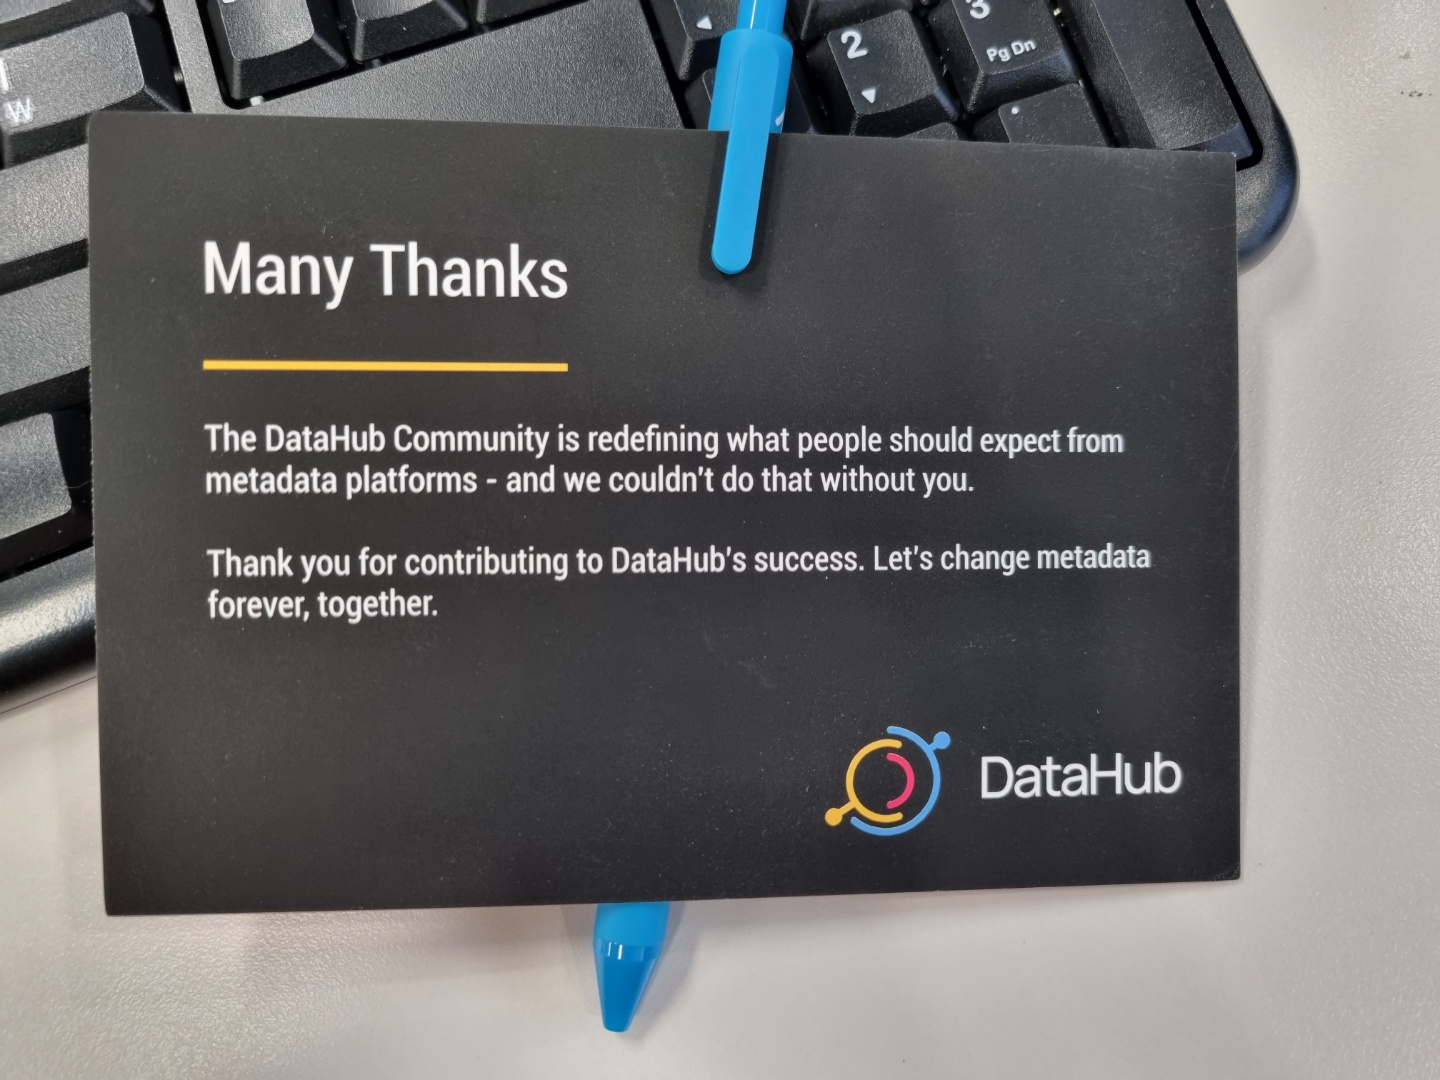 3
Pg Dn
2
W
Many Thanks
The DataHub Community is redefining what people should expect from
metadata platforms - and we couldn't do that without you.
Thank you for contributing to DataHub's success. Let's change metadata
forever, together.
DataHub